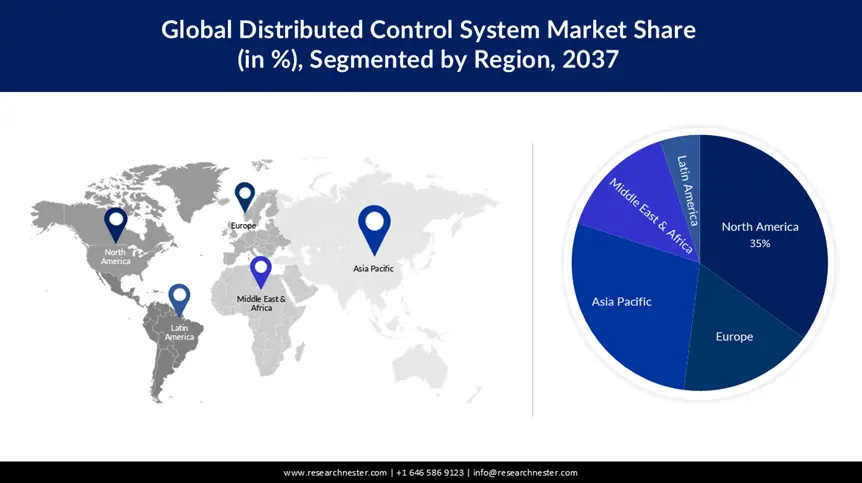 Global Distributed Control System Market Share
(in %), Segmented by Region, 2037
North
America
Europe
Asia Pacific
Middle East &
Africa
Latin
America
Latin America
Middle East & Africa
North America
35%
Asia Pacific
Europe
www.researchnester.com | +1 646 586 9123 | info@researchnester.com